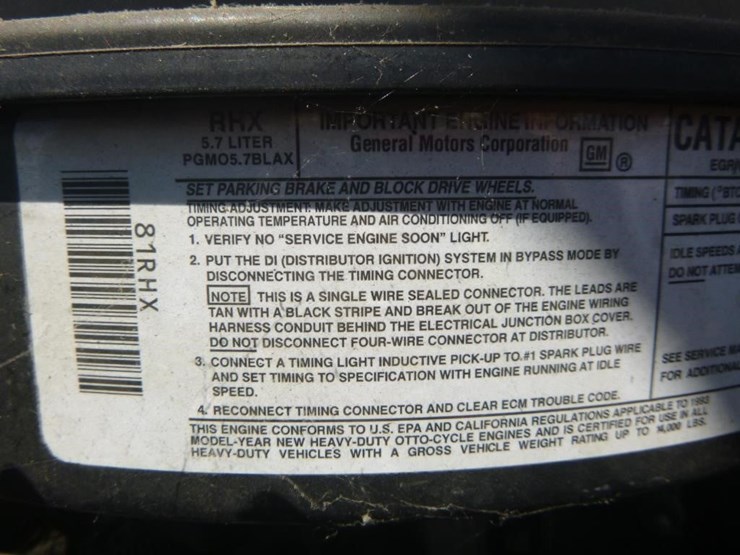 RHX
5.7 LITER
PGMO5.7BLAX
IMPORTANT ENGINE INFORMATION
General Motors Corporation GM ®
SET PARKING BRAKE AND BLOCK DRIVE WHEELS.
TIMING ADJUSTMENT: MAKE ADJUSTMENT WITH ENGINE AT NORMAL
OPERATING TEMPERATURE AND AIR CONDITIONING OFF (IF EQUIPPED).
1. VERIFY NO "SERVICE ENGINE SOON" LIGHT.
2. PUT THE DI (DISTRIBUTOR IGNITION) SYSTEM IN BYPASS MODE BY
DISCONNECTING THE TIMING CONNECTOR.
NOTE THIS IS A SINGLE WIRE SEALED CONNECTOR. THE LEADS ARE
TAN WITH A BLACK STRIPE AND BREAK OUT OF THE ENGINE WIRING
HARNESS CONDUIT BEHIND THE ELECTRICAL JUNCTION BOX COVER.
DO NOT DISCONNECT FOUR-WIRE CONNECTOR AT DISTRIBUTOR.
3. CONNECT A TIMING LIGHT INDUCTIVE PICK-UP TO #1 SPARK PLUG WIRE
AND SET TIMING TO SPECIFICATION WITH ENGINE RUNNING AT IDLE
SPEED.
4. RECONNECT TIMING CONNECTOR AND CLEAR ECM TROUBLE CODE.
THIS ENGINE CONFORMS TO U.S. EPA AND CALIFORNIA REGULATIONS APPLICABLE TO 1993
MODEL-YEAR NEW HEAVY-DUTY OTTO-CYCLE ENGINES AND IS CERTIFIED FOR USE IN ALL
HEAVY-DUTY VEHICLES WITH A GROSS VEHICLE WEIGHT RATING UP TO 14,000 LBS.
81RHX
CATA
EGR/
TIMING (°BTC
SPARK PLUG
IDLE SPEEDS
DO NOT ATTEM
SEE SERVICE MA
FOR ADDITIONAL